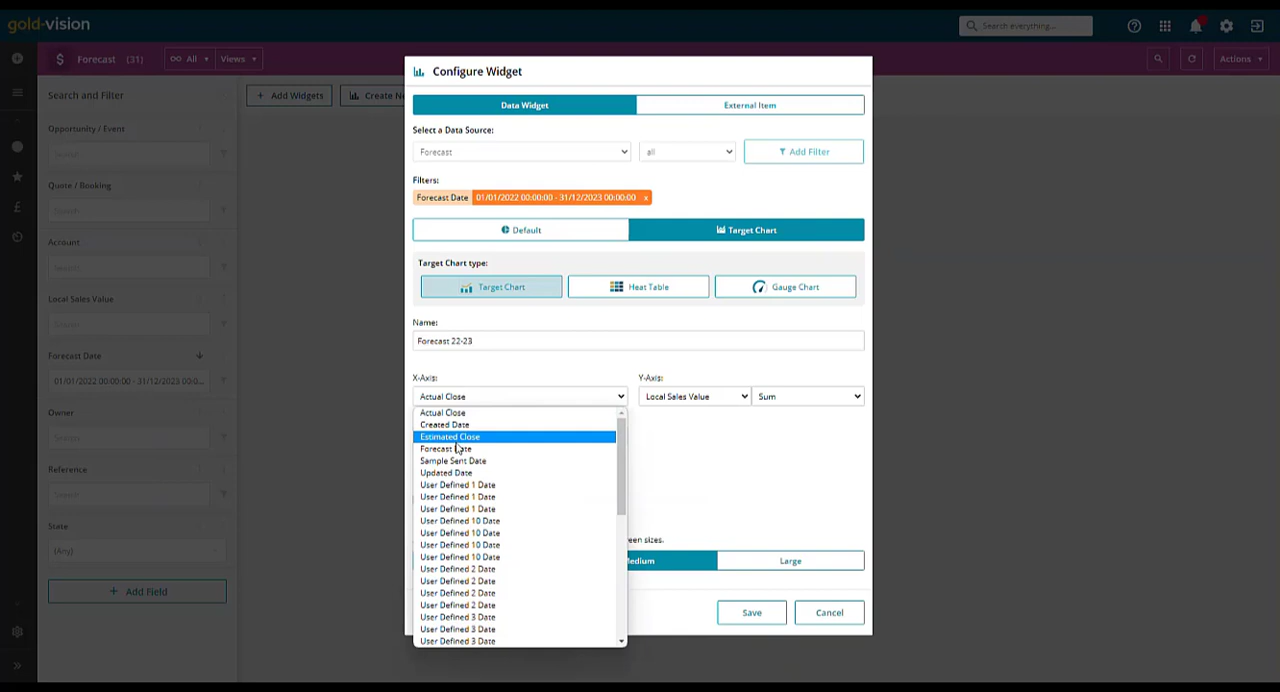 gold-vision
Search everything...
Forecast (31)
All
Views
Actions
Search and Filter
+ Add Widgets
Create Ne
Opportunity / Event
Search
Quote / Booking
Search
Account
Search
Local Sales Value
Search
Forecast Date
01/01/2022 00:00:00 - 31/12/2023 00:0...
Owner
Search
Reference
Search
State
(Any)
+ Add Field
Configure Widget
Data Widget
External Item
Select a Data Source:
Forecast
all
Add Filter
Filters:
Forecast Date 01/01/2022 00:00:00 - 31/12/2023 00:00:00 x
Default
Target Chart
Target Chart type:
Target Chart
Heat Table
Gauge Chart
Name:
Forecast 22-23
X-Axis:
Y-Axis:
Actual Close
Local Sales Value
Sum
Actual Close
Created Date
Estimated Close
Forecast Date
Sample Sent Date
Updated Date
User Defined 1 Date
User Defined 1 Date
User Defined 1 Date
User Defined 10 Date
User Defined 10 Date
User Defined 10 Date
User Defined 10 Date
User Defined 2 Date
User Defined 2 Date
User Defined 2 Date
User Defined 2 Date
User Defined 3 Date
User Defined 3 Date
User Defined 3 Date
een sizes.
edium
Large
Save
Cancel